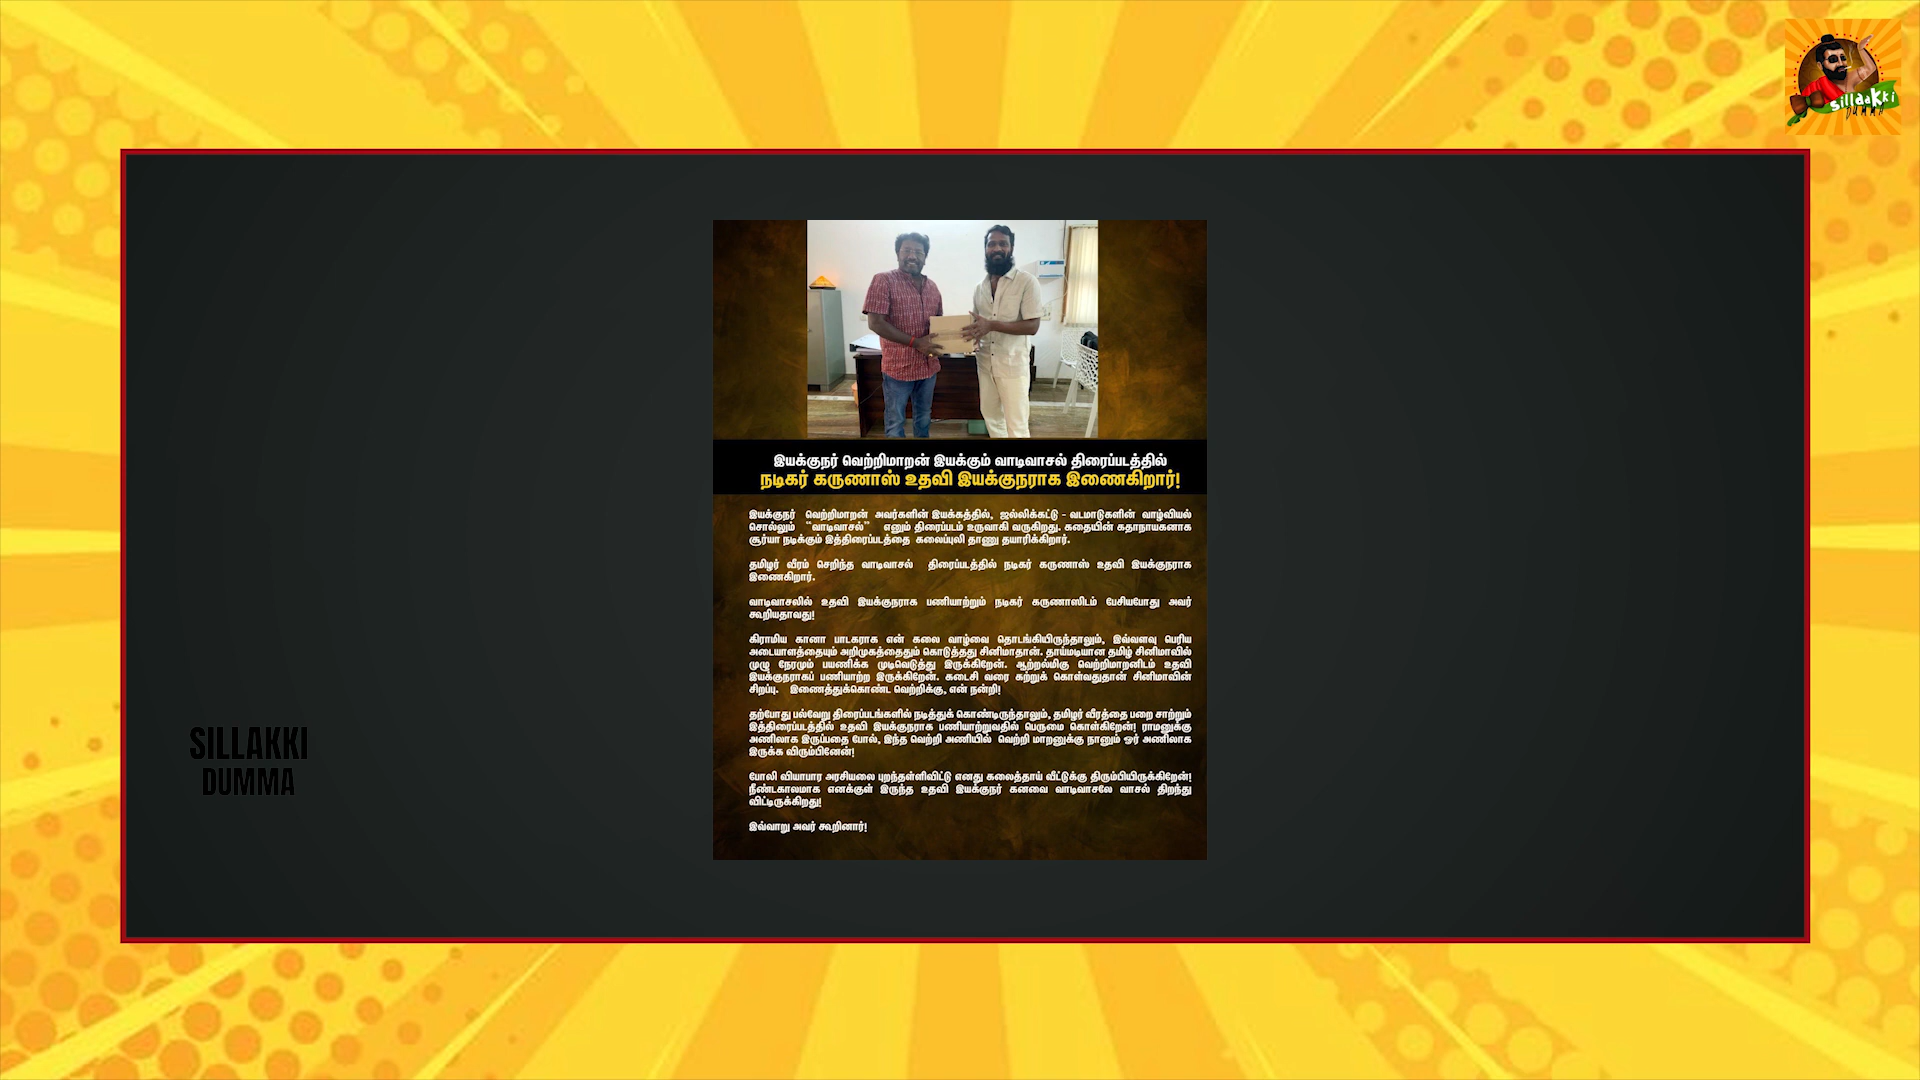 sillaakki
DUMMA
இயக்குநர் வெற்றிமாறன் இயக்கும் வாடிவாசல் திரைப்படத்தில்
நடிகர் கருணாஸ் உதவி இயக்குநராக இணைகிறார்!
இயக்குநர் வெற்றிமாறன் அவர்களின் இயக்கத்தில், ஜல்லிக்கட்டு - வடமாடுகளின் வாழ்வியல்
சொல்லும் "வாடிவாசல்" எனும் திரைப்படம் உருவாகி வருகிறது. கதையின் கதாநாயகனாக
சூர்யா நடிக்கும் இத்திரைப்படத்தை கலைப்புலி தாணு தயாரிக்கிறார்.
தமிழர் வீரம் செறிந்த வாடிவாசல் திரைப்படத்தில் நடிகர் கருணாஸ் உதவி இயக்குநராக
இணைகிறார்.
வாடிவாசலில் உதவி இயக்குநராக பணியாற்றும் நடிகர் கருணாஸிடம் பேசியபோது அவர்
கூறியதாவது!
கிராமிய கானா பாடகராக என் கலை வாழ்வை தொடங்கியிருந்தாலும், இவ்வளவு பெரிய
அடையாளத்தையும் அறிமுகத்தைதும் கொடுத்தது சினிமாதான். தாய்மடியான தமிழ் சினிமாவில்
முழு நேரமும் பயணிக்க முடிவெடுத்து இருக்கிறேன். ஆற்றல்மிகு வெற்றிமாறனிடம் உதவி
இயக்குநராகப் பணியாற்ற இருக்கிறேன். கடைசி வரை கற்றுக் கொள்வதுதான் சினிமாவின்
சிறப்பு. இணைத்துக்கொண்ட வெற்றிக்கு, என் நன்றி!
தற்போது பல்வேறு திரைப்படங்களில் நடித்துக் கொண்டிருந்தாலும், தமிழர் வீரத்தை பறை சாற்றும்
இத்திரைப்படத்தில் உதவி இயக்குநராக பணியாற்றுவதில் பெருமை கொள்கிறேன்! ராமனுக்கு
அணிலாக இருப்பதை போல், இந்த வெற்றி அணியில் வெற்றி மாறனுக்கு நானும் ஒர் அணிலாக
இருக்க விரும்பினேன்!
போலி வியாபார அரசியலை புறந்தள்ளிவிட்டு எனது கலைத்தாய் வீட்டுக்கு திரும்பியிருக்கிறேன்!
நீண்டகாலமாக எனக்குள் இருந்த உதவி இயக்குநர் கனவை வாடிவாசலே வாசல் திறந்து
விட்டிருக்கிறது!
இவ்வாறு அவர் கூறினார்!
SILLAKKI
DUMMA